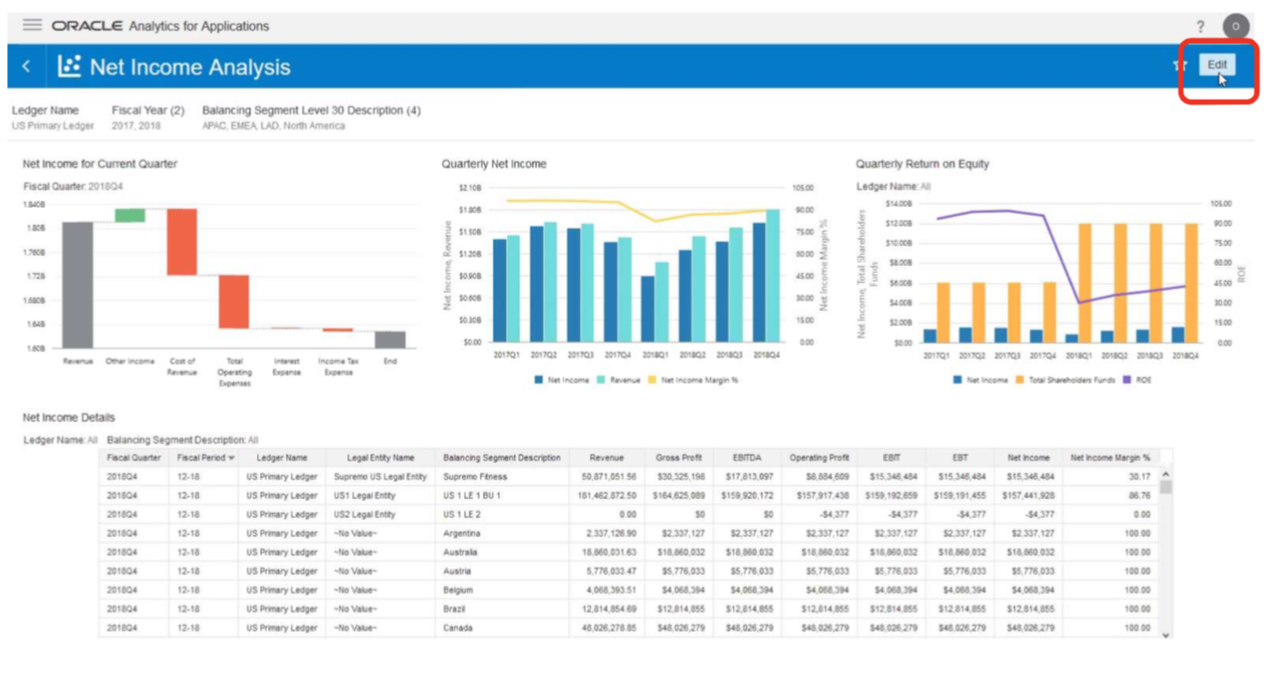 ORACLE Analytics for Applications
?
O
Net Income Analysis
Edit
Ledger Name Fiscal Year (2) Balancing Segment Level 30 Description (4)
US Primary Ledger 2017, 2018 APAC, EMEA, LAD, North America
Net Income for Current Quarter
Fiscal Quarter: 2018Q4
1.840B
1.80B
1.760B
1.72B
1.680B
1.64B
1.60B
Revenue Other Income Cost of Revenue Total Operating Expenses Interest Expense Income Tax Expense End
Quarterly Net Income
$2.10B
$1.80B
$1.50B
$1.20B
$0.90B
$0.60B
$0.30B
$0.00
Net Income, Revenue
105.00
90.00
75.00
60.00
45.00
30.00
15.00
0.00
Net Income Margin %
2017Q1 2017Q2 2017Q3 2017Q4 2018Q1 2018Q2 2018Q3 2018Q4
Net Income Revenue Net Income Margin %
Quarterly Return on Equity
Ledger Name: All
$14.00B
$12.00B
$10.00B
$8.00B
$6.00B
$4.00B
$2.00B
$0.00
Net Income, Total Shareholders Funds
105.00
90.00
75.00
60.00
45.00
30.00
15.00
0.00
ROE
2017Q1 2017Q2 2017Q3 2017Q4 2018Q1 2018Q2 2018Q3 2018Q4
Net Income Total Shareholders Funds ROE
Net Income Details
Ledger Name: All Balancing Segment Description: All
Fiscal Quarter Fiscal Period Ledger Name Legal Entity Name Balancing Segment Description Revenue Gross Profit EBITDA Operating Profit EBIT EBT Net Income Net Income Margin %
2018Q4 12-18 US Primary Ledger Supremo US Legal Entity Supremo Fitness 50,871,051.56 $30,325,198 $17,813,097 $8,884,609 $15,346,484 $15,346,484 $15,346,484 30.17
2018Q4 12-18 US Primary Ledger US1 Legal Entity US 1 LE 1 BU 1 181,462,872.50 $164,625,089 $159,920,172 $157,917,438 $159,192,659 $159,191,455 $157,441,928 86.76
2018Q4 12-18 US Primary Ledger US2 Legal Entity US 1 LE 2 0.00 $0 $0 -$4,377 -$4,377 -$4,377 -$4,377 0.00
2018Q4 12-18 US Primary Ledger ~No Value~ Argentina 2,337,126.90 $2,337,127 $2,337,127 $2,337,127 $2,337,127 $2,337,127 $2,337,127 100.00
2018Q4 12-18 US Primary Ledger ~No Value~ Australia 18,860,031.63 $18,860,032 $18,860,032 $18,860,032 $18,860,032 $18,860,032 $18,860,032 100.00
2018Q4 12-18 US Primary Ledger ~No Value~ Austria 5,776,033.47 $5,776,033 $5,776,033 $5,776,033 $5,776,033 $5,776,033 $5,776,033 100.00
2018Q4 12-18 US Primary Ledger ~No Value~ Belgium 4,068,393.51 $4,068,394 $4,068,394 $4,068,394 $4,068,394 $4,068,394 $4,068,394 100.00
2018Q4 12-18 US Primary Ledger ~No Value~ Brazil 12,814,854.69 $12,814,855 $12,814,855 $12,814,855 $12,814,855 $12,814,855 $12,814,855 100.00
2018Q4 12-18 US Primary Ledger ~No Value~ Canada 48,026,278.85 $48,026,279 $48,026,279 $48,026,279 $48,026,279 $48,026,279 $48,026,279 100.00